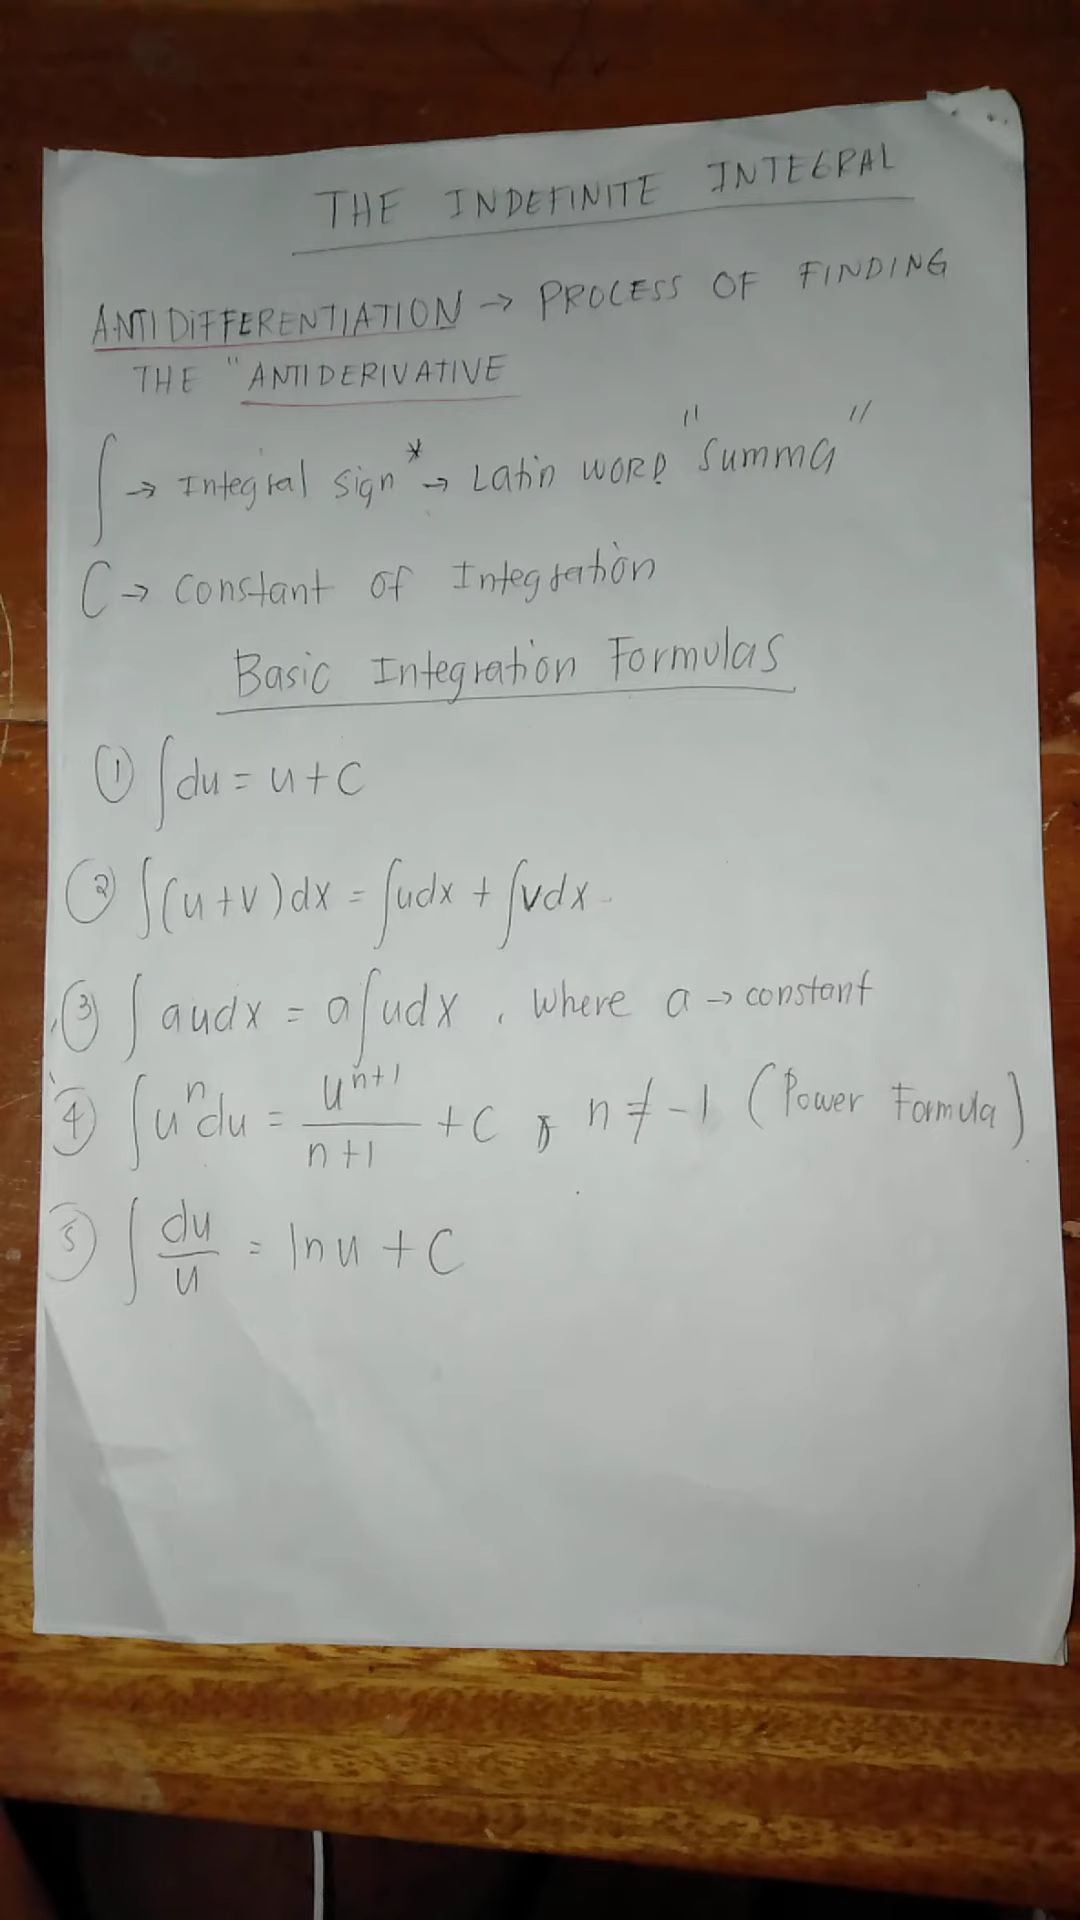 THE INDEFINITE INTEGRAL
ANTIDIFFERENTIATION → PROCESS OF FINDING
THE "ANTIDERIVATIVE
∫ → Integral Sign* → Latin WORD "Summa"
C → Constant of Integration
Basic Integration Formulas
① ∫du = u + C
② ∫(u + v)dx = ∫udx + ∫vdx
③ ∫audx = a∫udx, where a → constant
④ ∫uⁿdu = uⁿ⁺¹/n+1 + C, n ≠ -1 (Power Formula)
⑤ ∫du/u = ln u + C